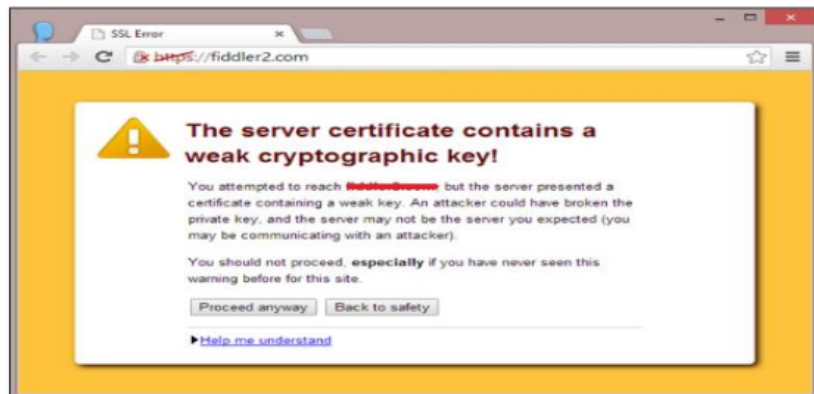 SSL Error
https://fiddler2.com
The server certificate contains a
weak cryptographic key!
You attempted to reach but the server presented a
certificate containing a weak key. An attacker could have broken the
private key, and the server may not be the server you expected (you
may be communicating with an attacker).
You should not proceed, especially if you have never seen this
warning before for this site.
Proceed anyway Back to safety
Help me understand